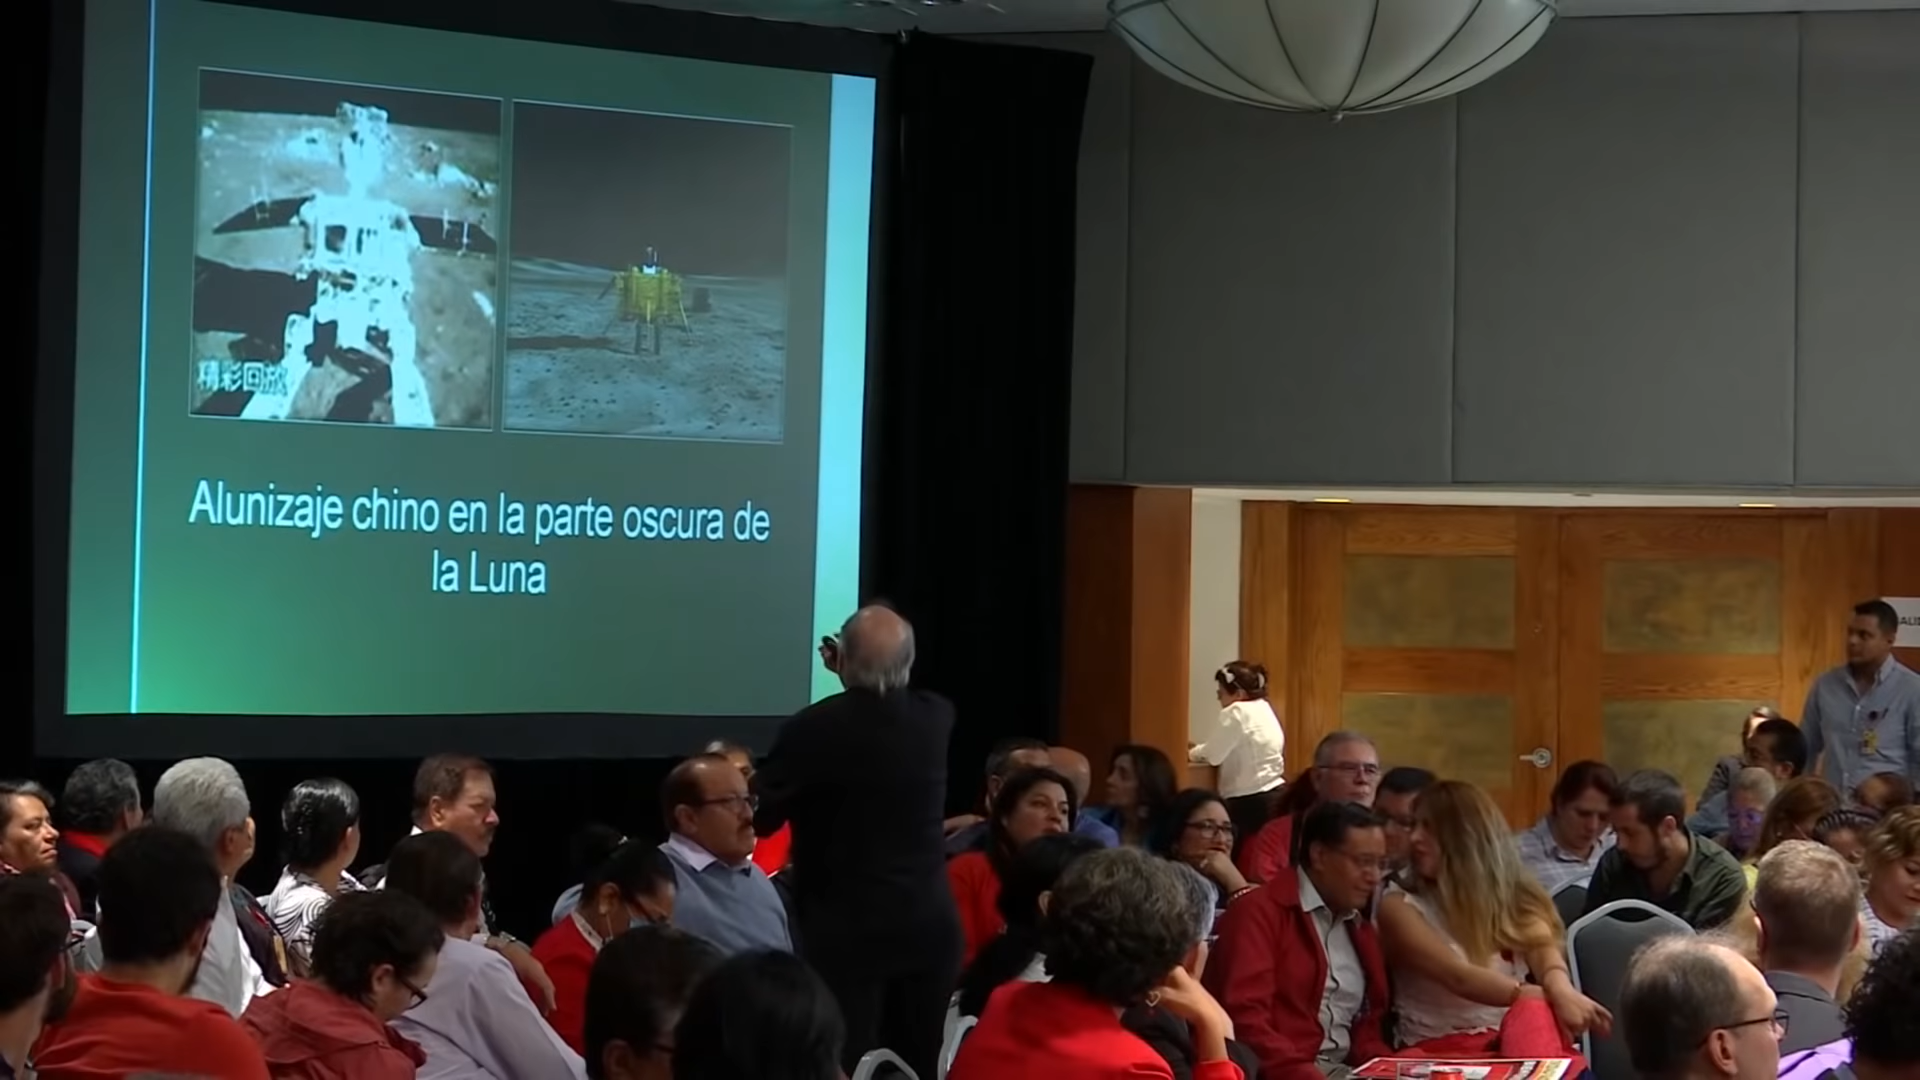 精彩回放
Alunizaje chino en la parte oscura de
la Luna